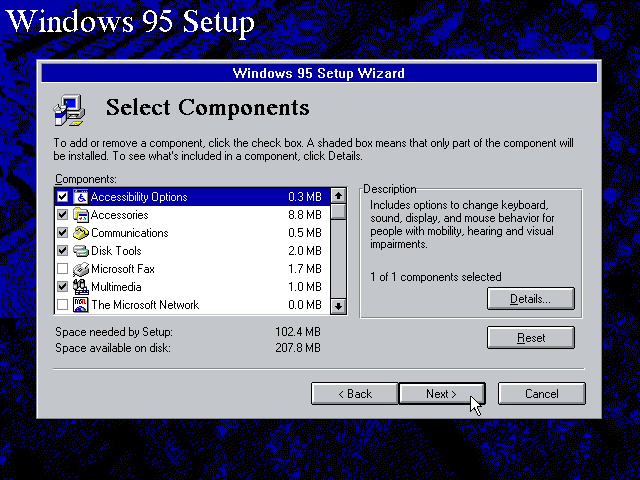 Windows 95 Setup
Windows 95 Setup Wizard
Select Components
To add or remove a component, click the check box. A shaded box means that only part of the component will
be installed. To see what's included in a component, click Details.
Components:
Accessibility Options 0.3 MB
Accessories 8.8 MB
Communications 0.5 MB
Disk Tools 2.0 MB
Microsoft Fax 1.7 MB
Multimedia 1.0 MB
The Microsoft Network 0.0 MB
Description
Includes options to change keyboard,
sound, display, and mouse behavior for
people with mobility, hearing and visual
impairments.
1 of 1 components selected
Details...
Space needed by Setup: 102.4 MB
Space available on disk: 207.8 MB
Reset
< Back
Next >
Cancel